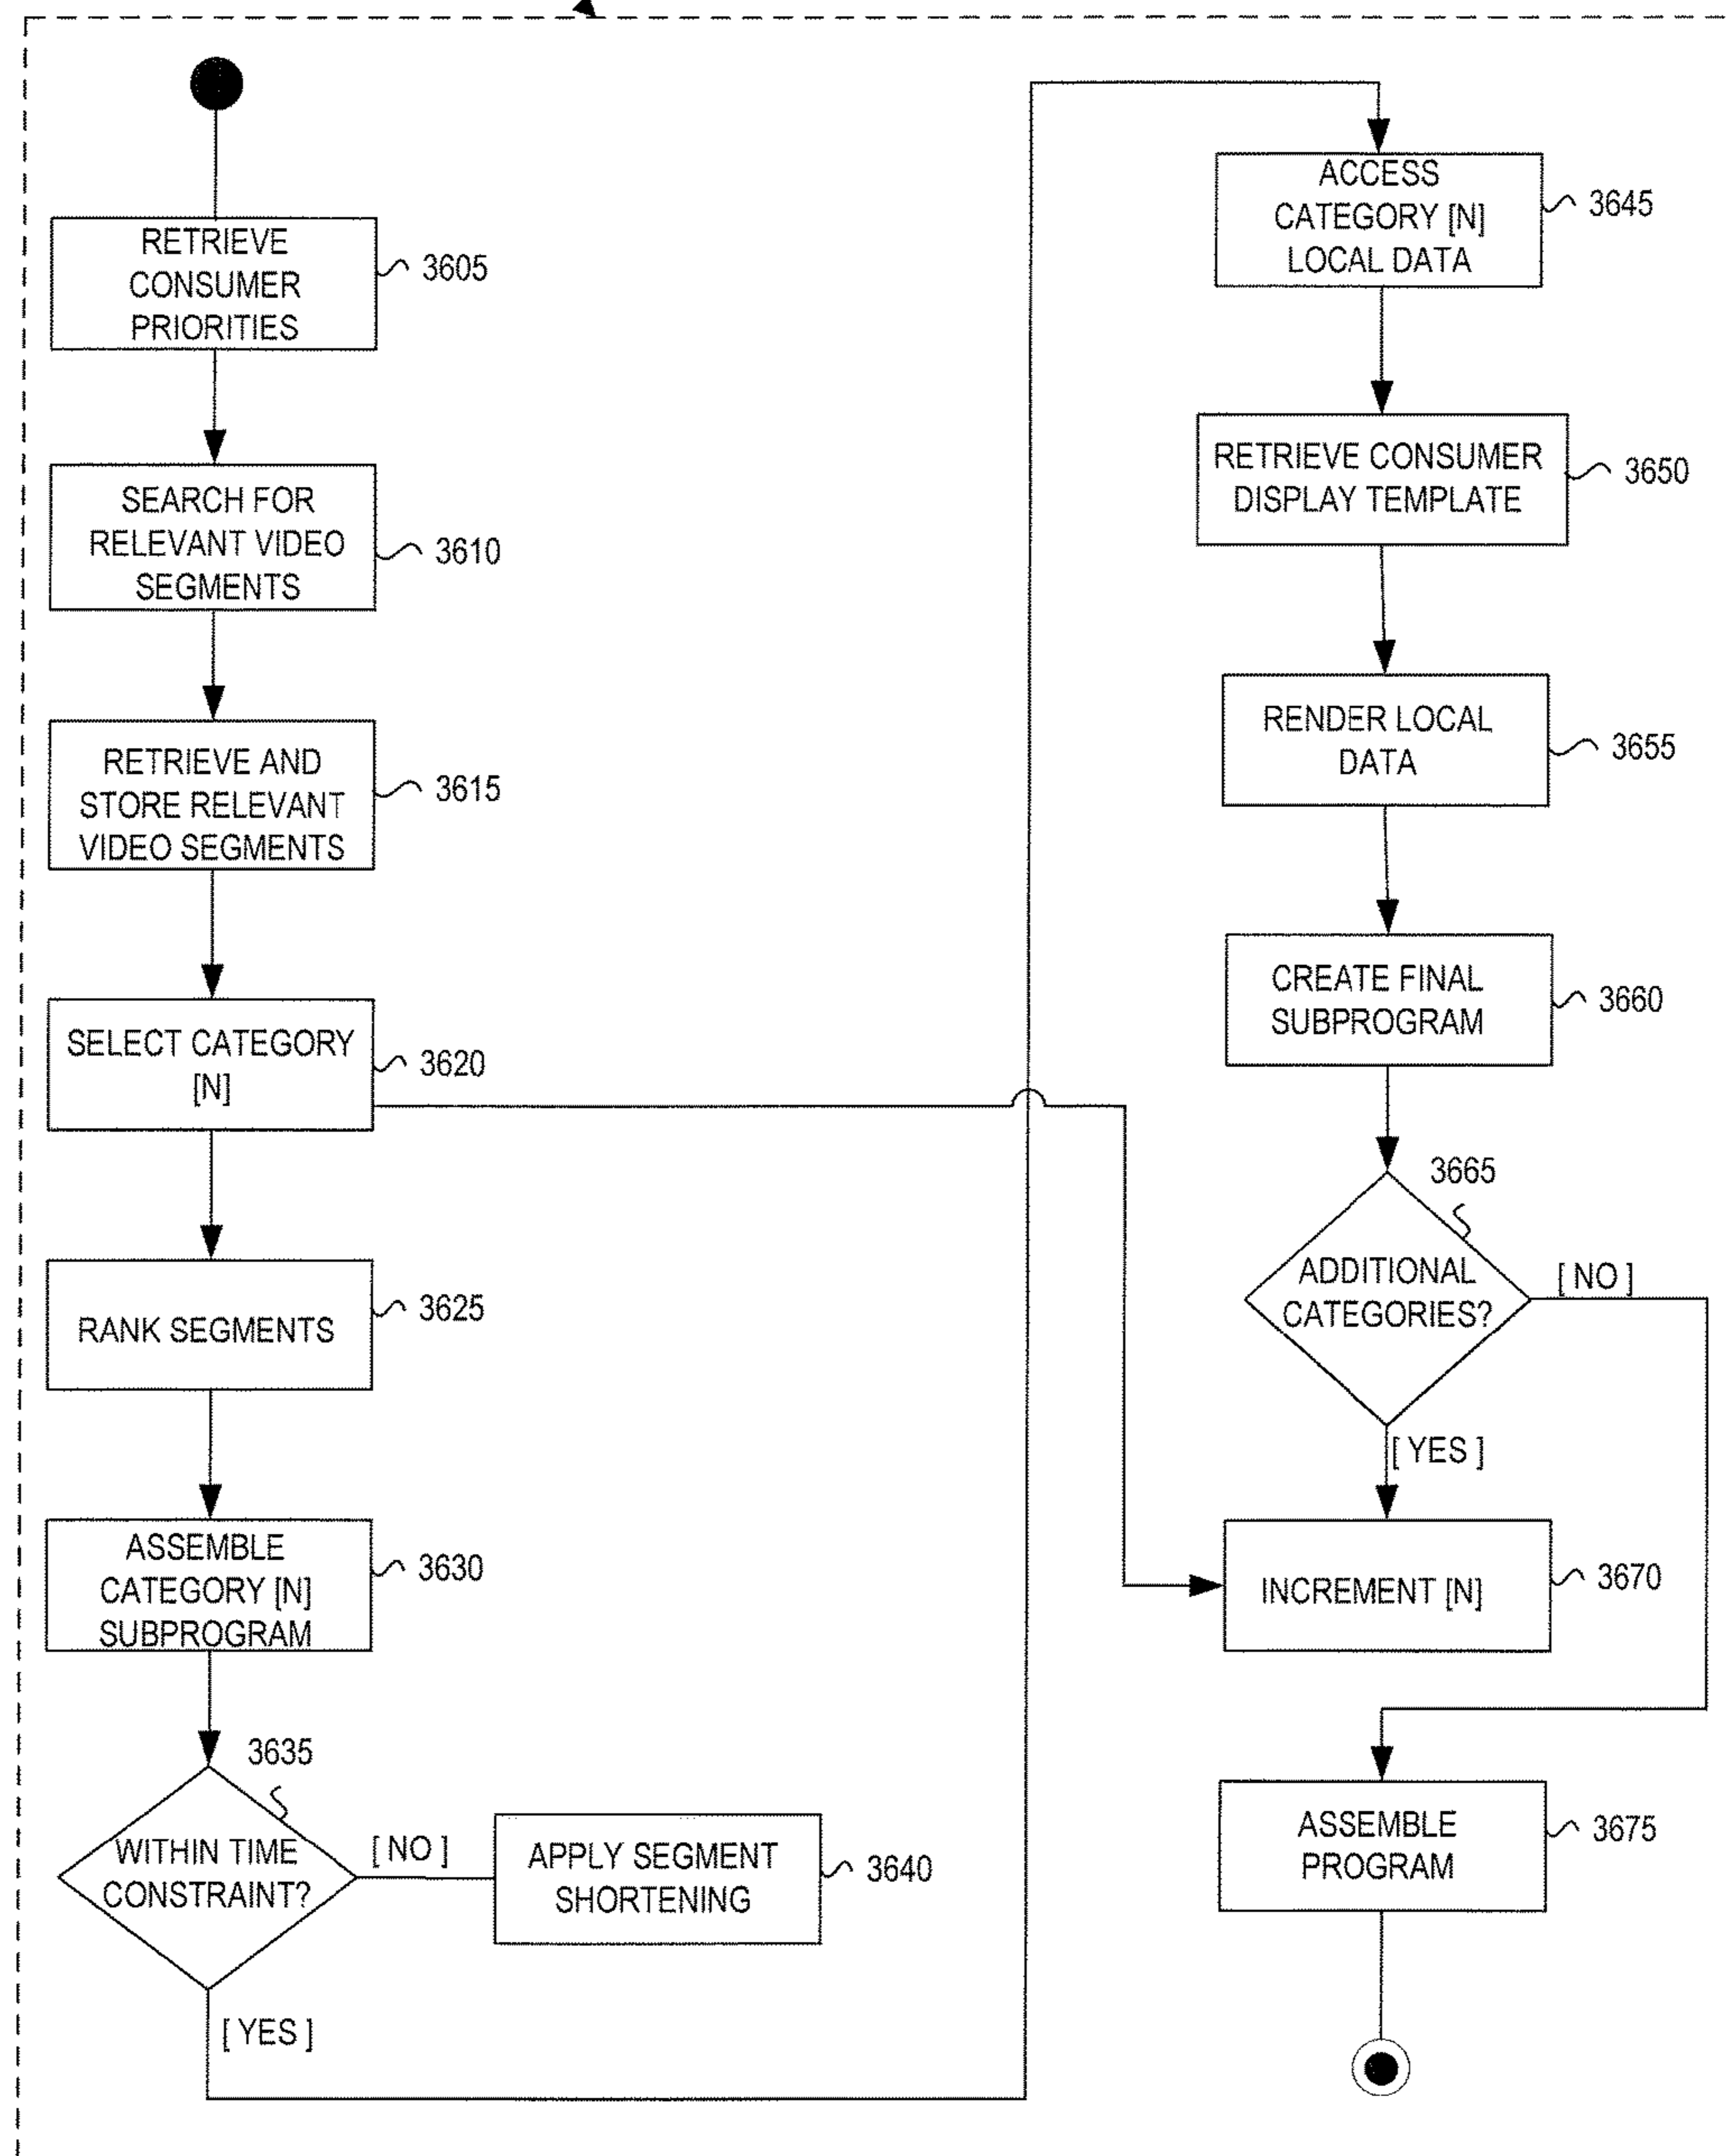 RETRIEVE
CONSUMER
PRIORITIES
3605
SEARCH FOR
RELEVANT VIDEO
SEGMENTS
3610
RETRIEVE AND
STORE RELEVANT
VIDEO SEGMENTS
3615
SELECT CATEGORY
[N]
3620
RANK SEGMENTS
3625
ASSEMBLE
CATEGORY [N]
SUBPROGRAM
3630
3635
WITHIN TIME
CONSTRAINT?
[ NO ]
[ YES ]
APPLY SEGMENT
SHORTENING
3640
ACCESS
CATEGORY [N]
LOCAL DATA
3645
RETRIEVE CONSUMER
DISPLAY TEMPLATE
3650
RENDER LOCAL
DATA
3655
CREATE FINAL
SUBPROGRAM
3660
3665
ADDITIONAL
CATEGORIES?
[ NO ]
[ YES ]
INCREMENT [N]
3670
ASSEMBLE
PROGRAM
3675